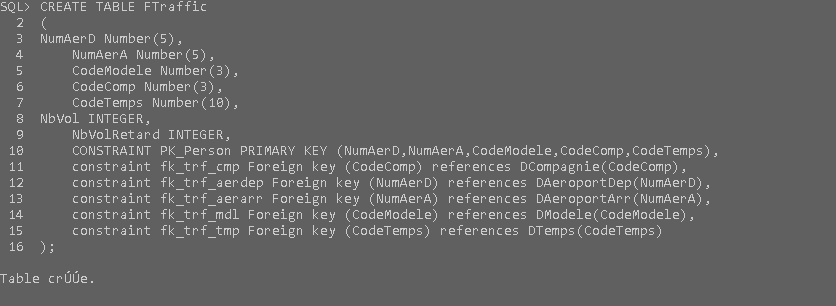 SQL> CREATE TABLE FTraffic
2 (
3 NumAerD Number(5),
4 NumAerA Number(5),
5 CodeModele Number(3),
6 CodeComp Number(3),
7 CodeTemps Number(10),
8 NbVol INTEGER,
9 NbVolRetard INTEGER,
10 CONSTRAINT PK_Person PRIMARY KEY (NumAerD,NumAerA,CodeModele,CodeComp,CodeTemps),
11 constraint fk_trf_cmp Foreign key (CodeComp) references DCompagnie(CodeComp),
12 constraint fk_trf_aerdep Foreign key (NumAerD) references DAeroportDep(NumAerD),
13 constraint fk_trf_aerarr Foreign key (NumAerA) references DAeroportArr(NumAerA),
14 constraint fk_trf_mdl Foreign key (CodeModele) references DModele(CodeModele),
15 constraint fk_trf_tmp Foreign key (CodeTemps) references DTemps(CodeTemps)
16 );
Table crÚÚe.